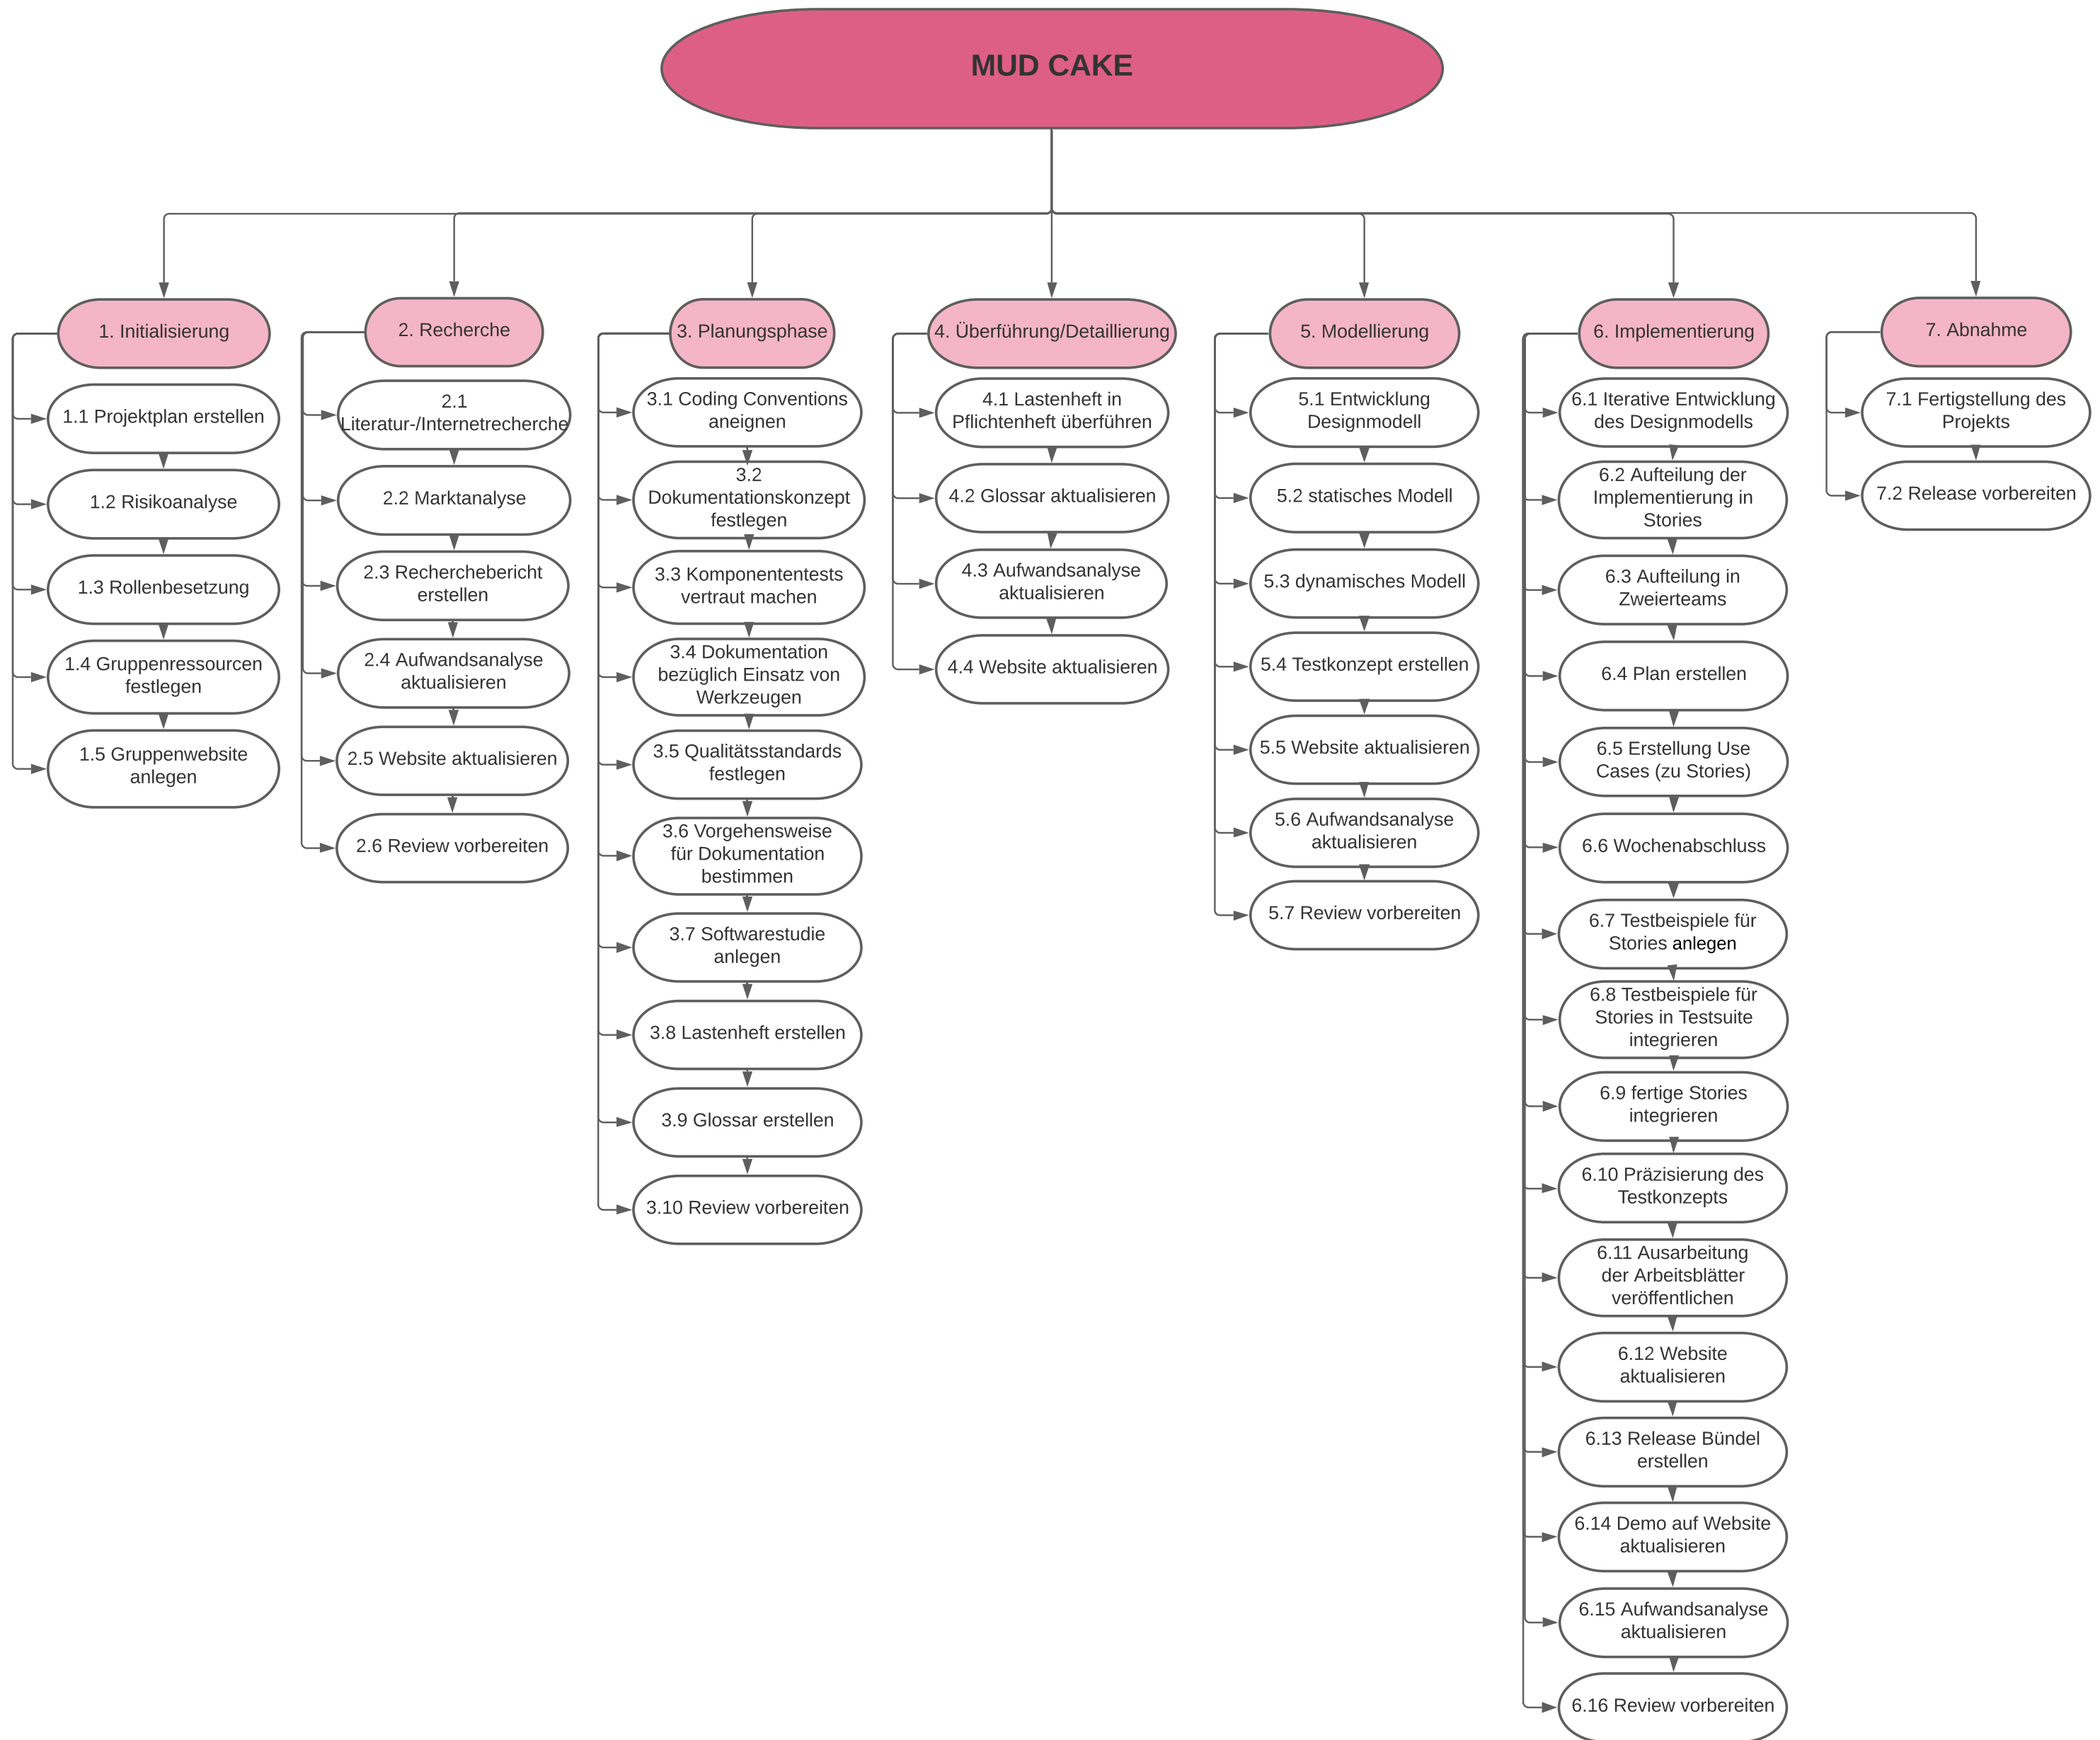 MUD CAKE
1. Initialisierung
1.1 Projektplan erstellen
1.2 Risikoanalyse
1.3 Rollenbesetzung
1.4 Gruppenressourcen
festlegen
1.5 Gruppenwebsite
anlegen
2. Recherche
2.1
Literatur-/Internetrecherche
2.2 Marktanalyse
2.3 Recherchebericht
erstellen
2.4 Aufwandsanalyse
aktualisieren
2.5 Website aktualisieren
2.6 Review vorbereiten
3. Planungsphase
3.1 Coding Conventions
aneignen
3.2
Dokumentationskonzept
festlegen
3.3 Komponententests
vertraut machen
3.4 Dokumentation
bezüglich Einsatz von
Werkzeugen
3.5 Qualitätsstandards
festlegen
3.6 Vorgehensweise
für Dokumentation
bestimmen
3.7 Softwarestudie
anlegen
3.8 Lastenheft erstellen
3.9 Glossar erstellen
3.10 Review vorbereiten
4. Überführung/Detaillierung
4.1 Lastenheft in
Pflichtenheft überführen
4.2 Glossar aktualisieren
4.3 Aufwandsanalyse
aktualisieren
4.4 Website aktualisieren
5. Modellierung
5.1 Entwicklung
Designmodell
5.2 statisches Modell
5.3 dynamisches Modell
5.4 Testkonzept erstellen
5.5 Website aktualisieren
5.6 Aufwandsanalyse
aktualisieren
5.7 Review vorbereiten
6. Implementierung
6.1 Iterative Entwicklung
des Designmodells
6.2 Aufteilung der
Implementierung in
Stories
6.3 Aufteilung in
Zweierteams
6.4 Plan erstellen
6.5 Erstellung Use
Cases (zu Stories)
6.6 Wochenabschluss
6.7 Testbeispiele für
Stories anlegen
6.8 Testbeispiele für
Stories in Testsuite
integrieren
6.9 fertige Stories
integrieren
6.10 Präzisierung des
Testkonzepts
6.11 Ausarbeitung
der Arbeitsblätter
veröffentlichen
6.12 Website
aktualisieren
6.13 Release Bündel
erstellen
6.14 Demo auf Website
aktualisieren
6.15 Aufwandsanalyse
aktualisieren
6.16 Review vorbereiten
7. Abnahme
7.1 Fertigstellung des
Projekts
7.2 Release vorbereiten